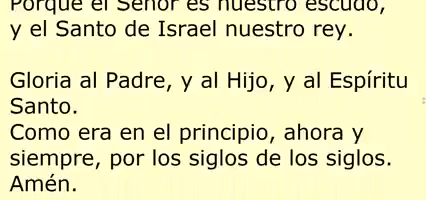 Porque el Señor es nuestro escudo,
y el Santo de Israel nuestro rey.
Gloria al Padre, y al Hijo, y al Espíritu
Santo.
Como era en el principio, ahora y
siempre, por los siglos de los siglos.
Amén.